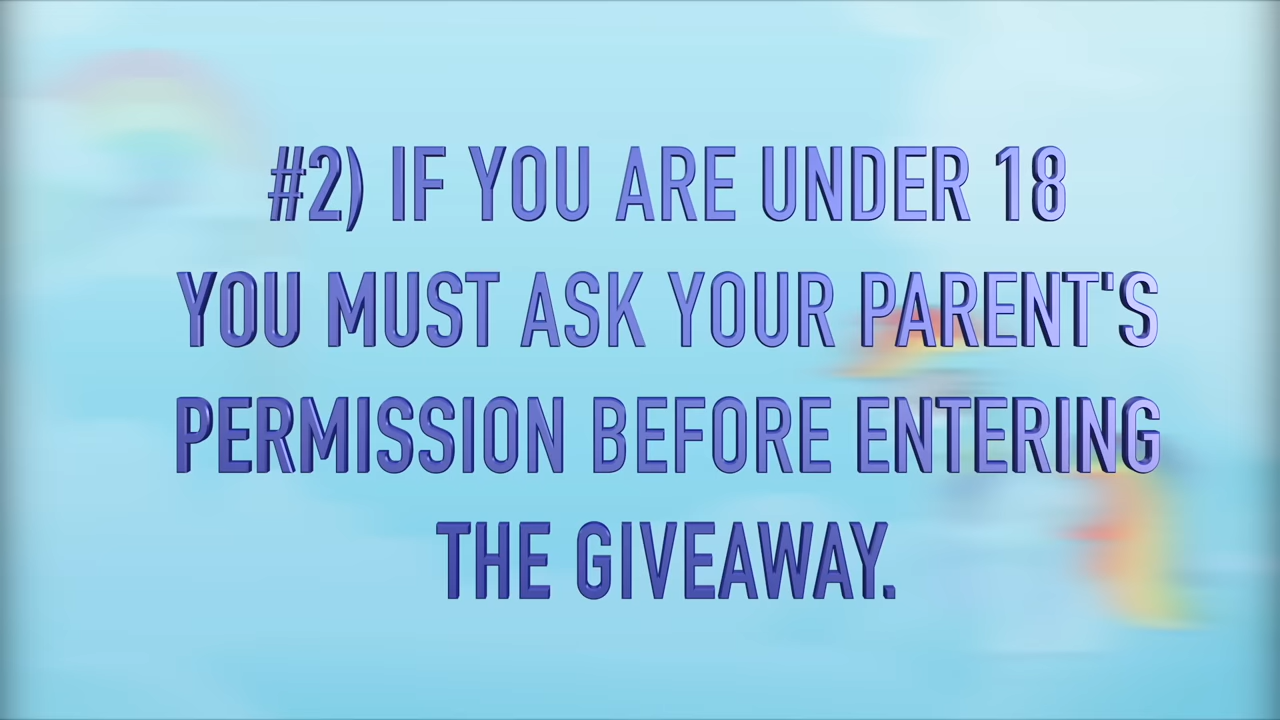 #2) IF YOU ARE UNDER 18
YOU MUST ASK YOUR PARENT'S
PERMISSION BEFORE ENTERING
THE GIVEAWAY.